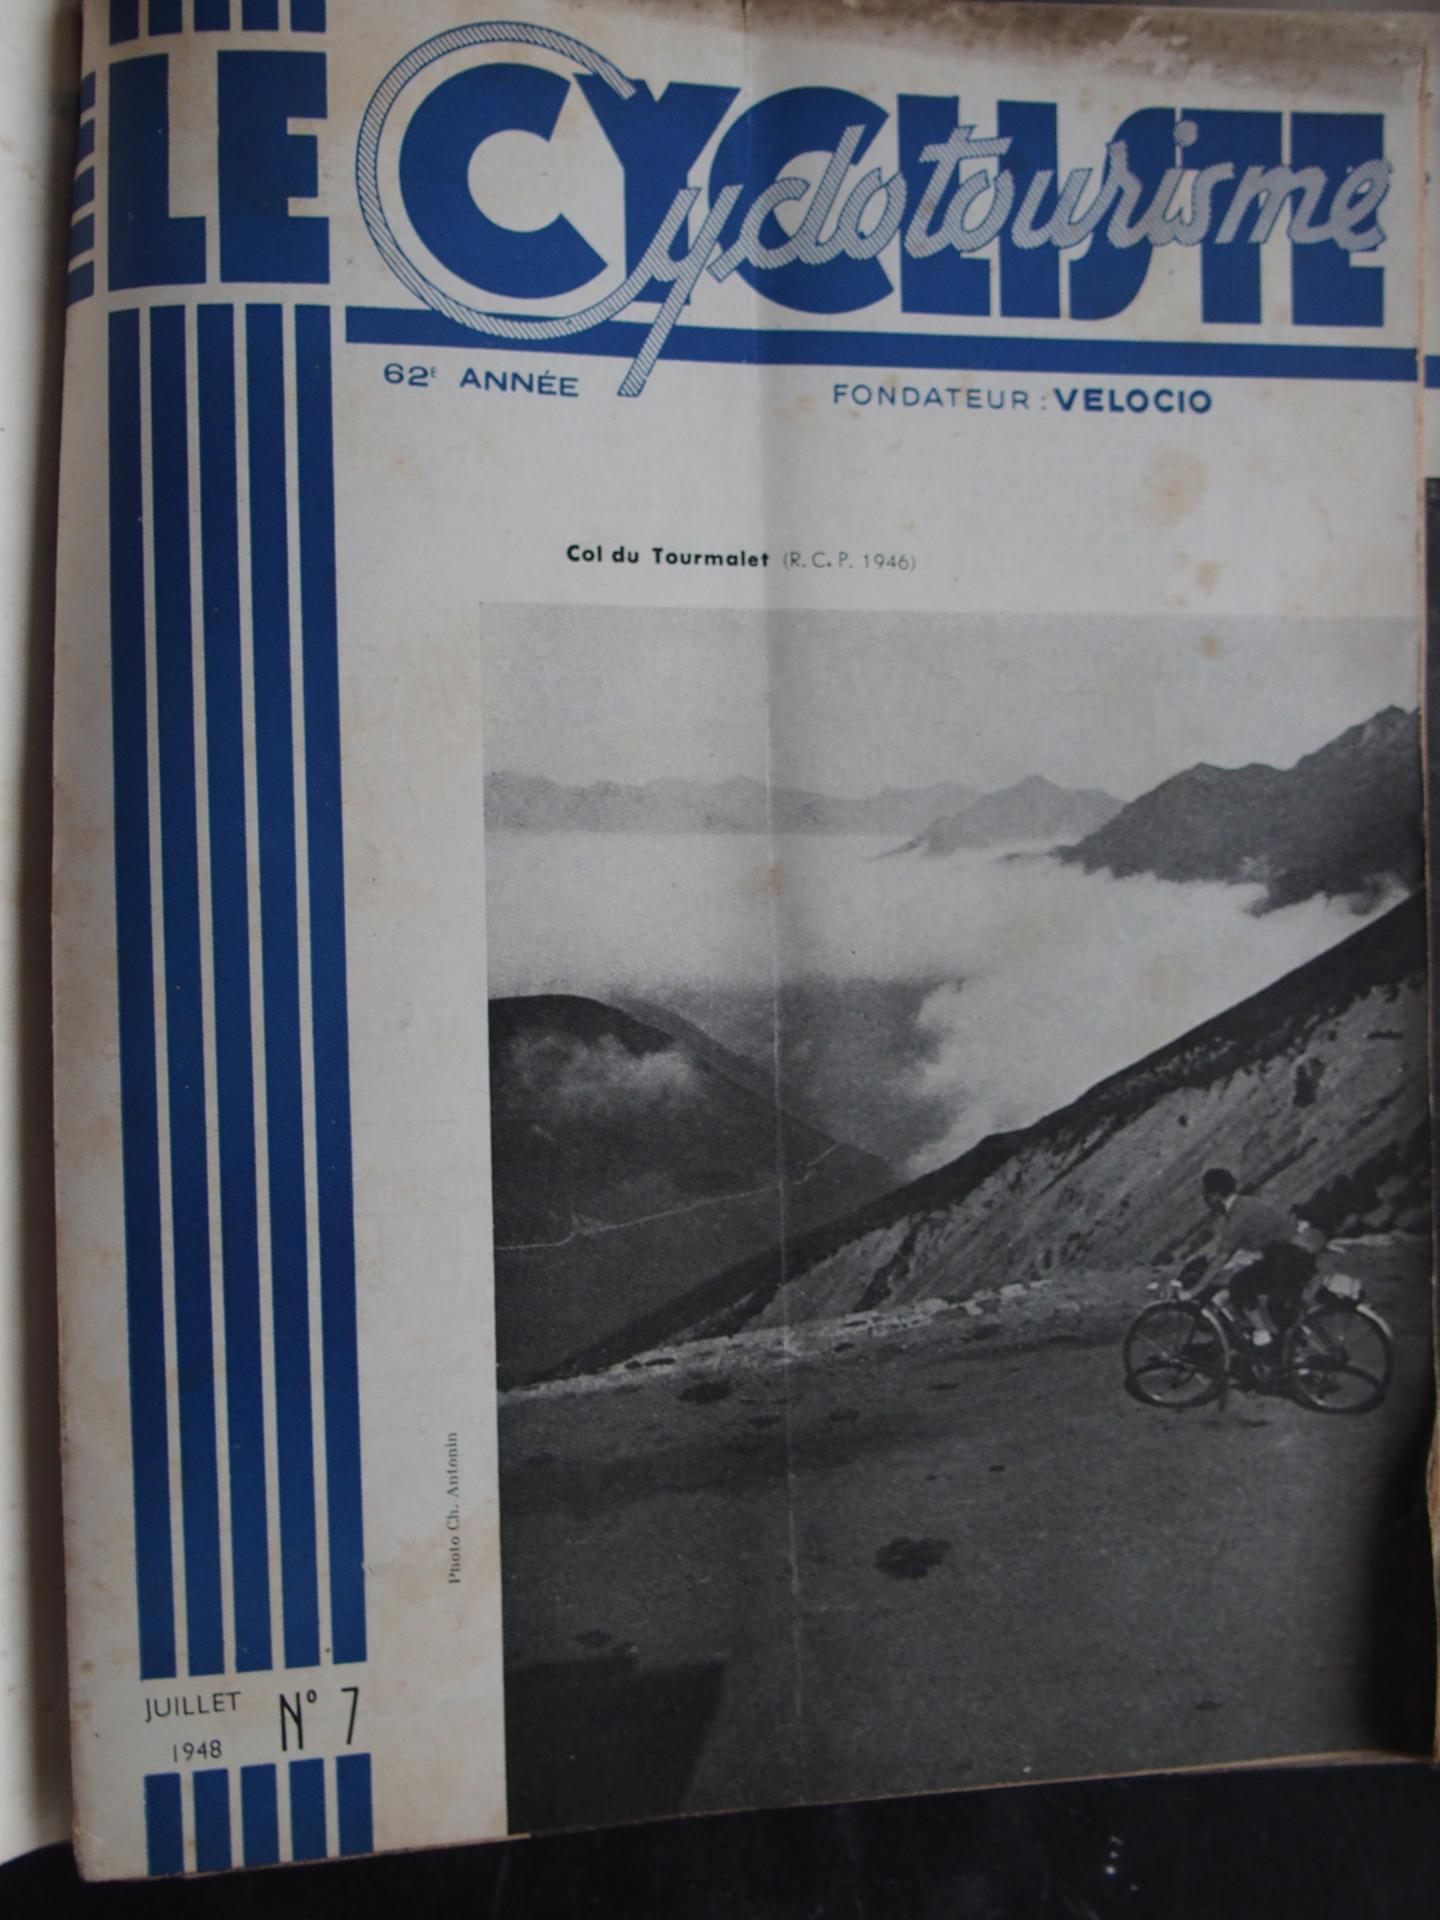 LE CYCLISTE
Cyclotourisme
62E ANNÉE
FONDATEUR : VELOCIO
Col du Tourmalet (R. C. P. 1946)
Photo Ch. Antonin
JUILLET
1948
N° 7